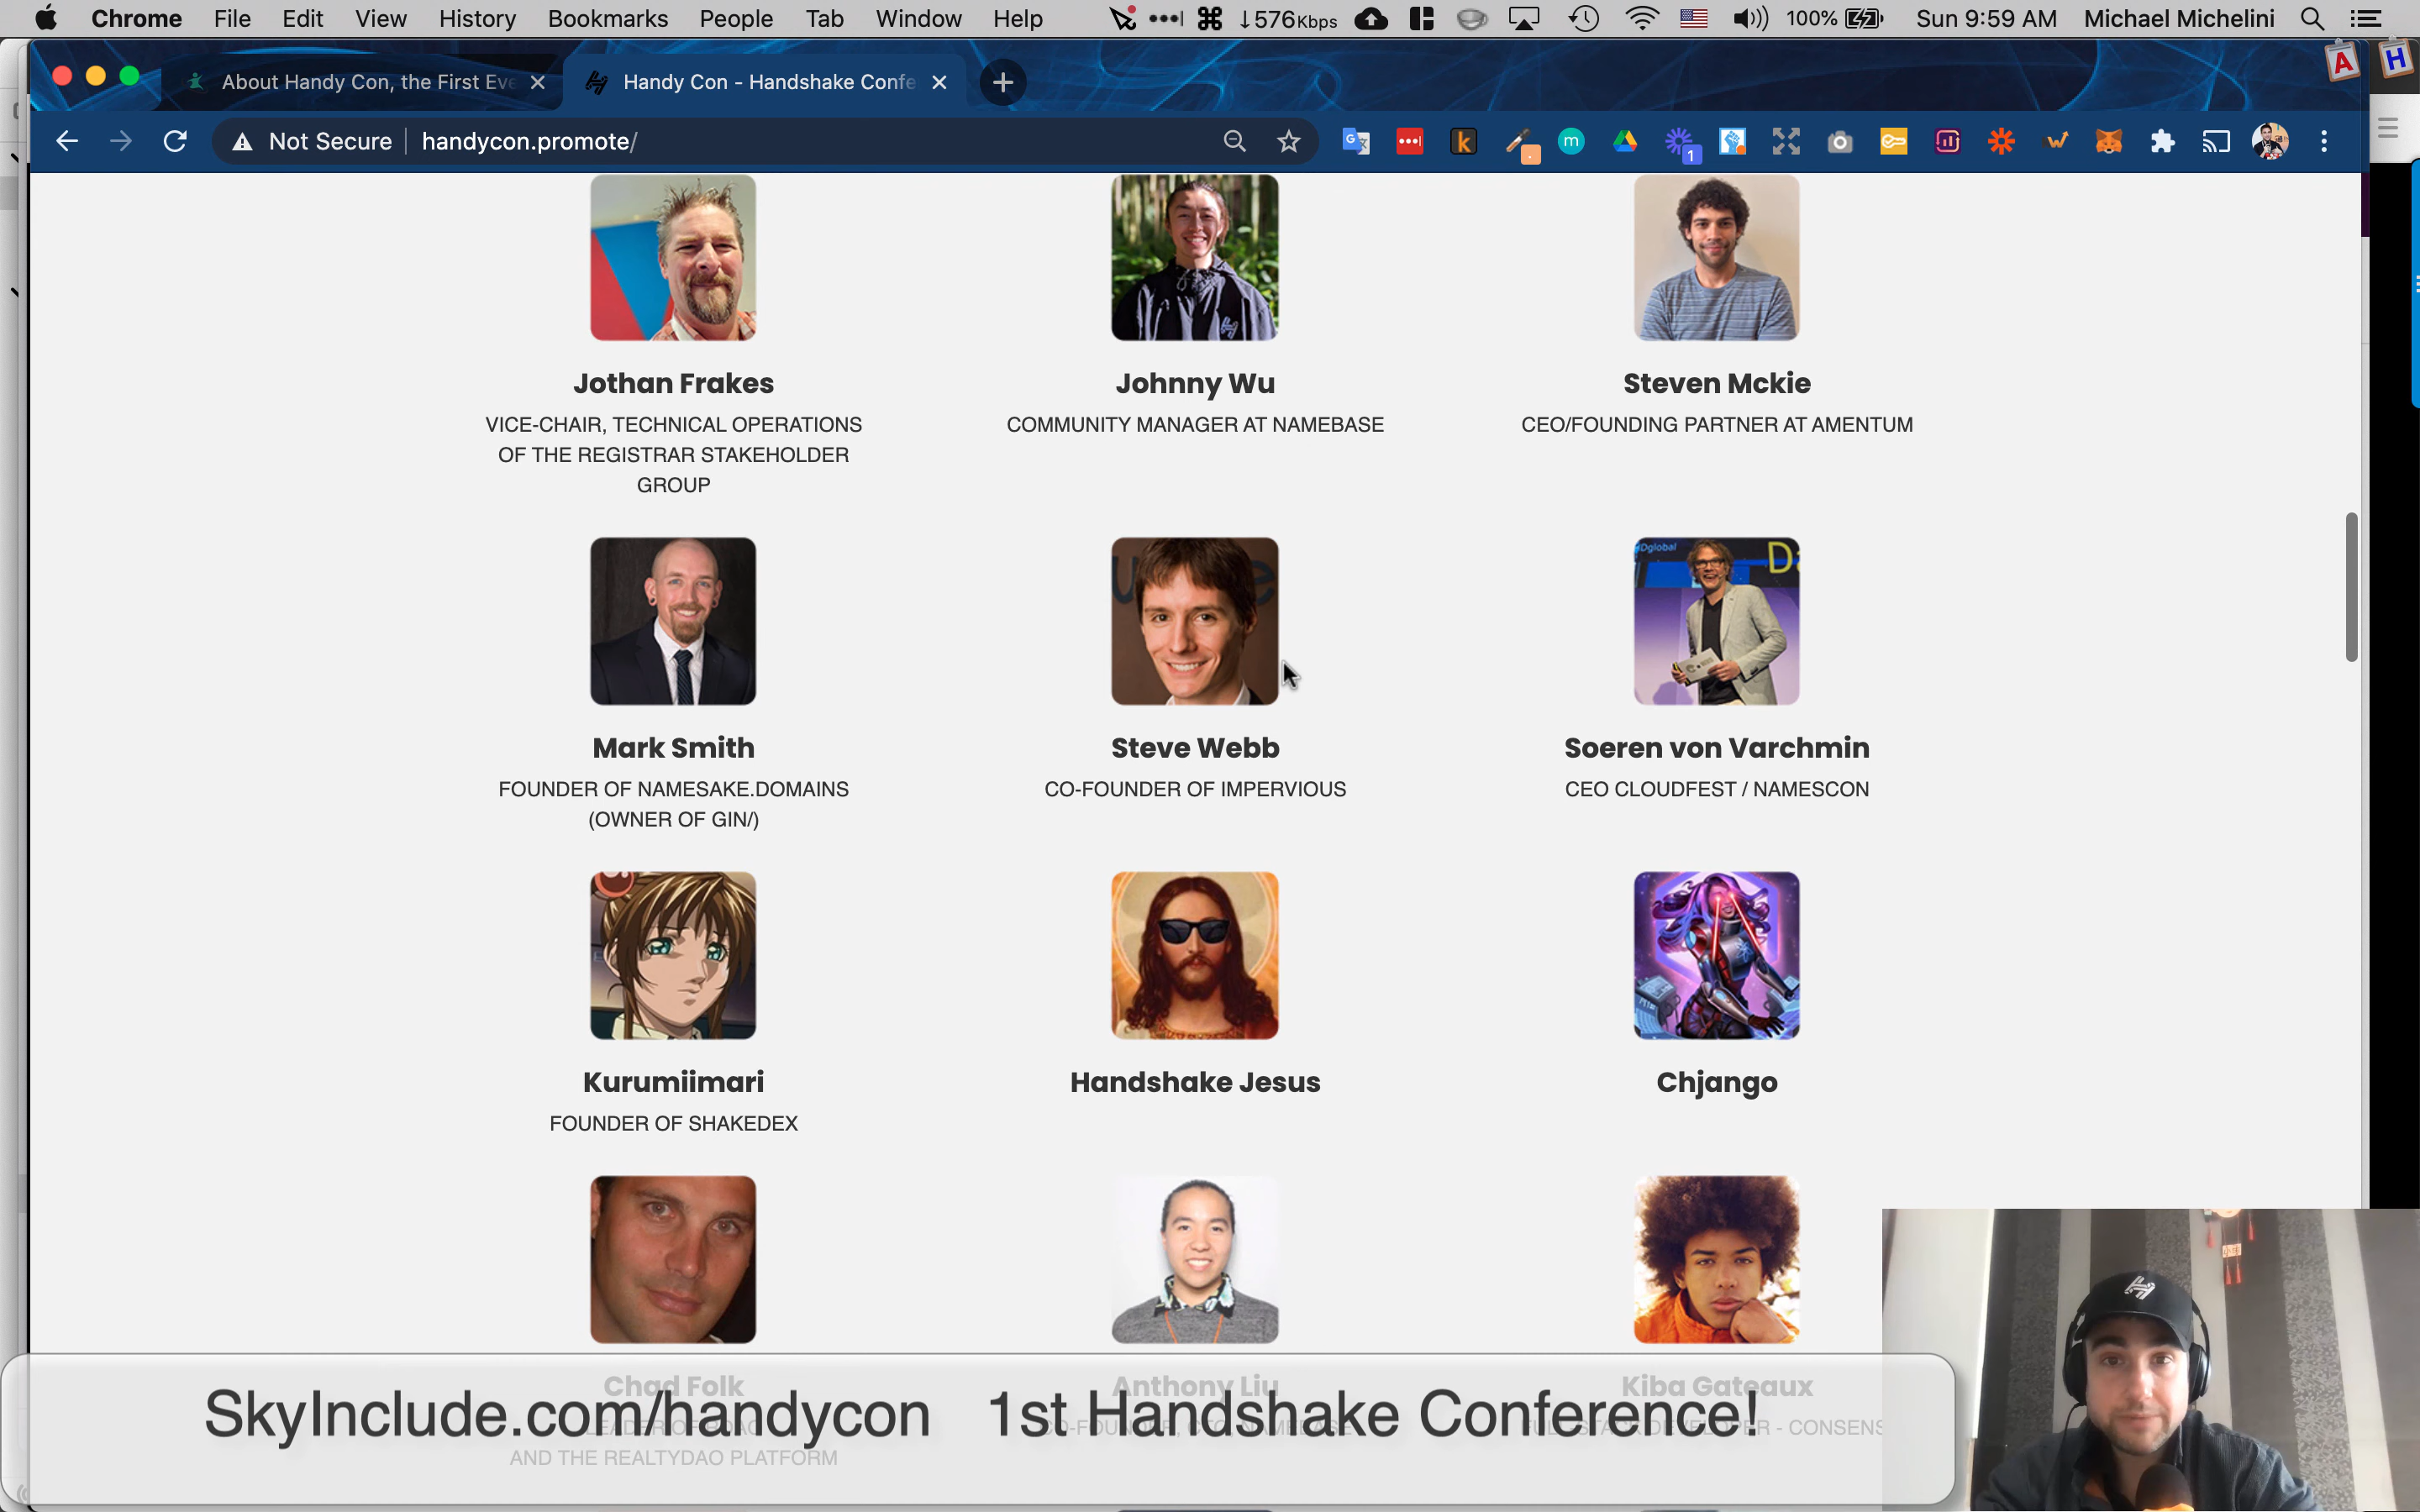 Chrome File Edit View History Bookmarks People Tab Window Help ↓576Kbps 100% Sun 9:59 AM Michael Michelini
A H
About Handy Con, the First Eve
Handy Con - Handshake Confe
Not Secure handycon.promote/
k m 1
Jothan Frakes
VICE-CHAIR, TECHNICAL OPERATIONS
OF THE REGISTRAR STAKEHOLDER
GROUP
Johnny Wu
COMMUNITY MANAGER AT NAMEBASE
Steven Mckie
CEO/FOUNDING PARTNER AT AMENTUM
Mark Smith
FOUNDER OF NAMESAKE.DOMAINS
(OWNER OF GIN/)
Steve Webb
CO-FOUNDER OF IMPERVIOUS
Dglobal
Soeren von Varchmin
CEO CLOUDFEST / NAMESCON
Kurumiimari
FOUNDER OF SHAKEDEX
Handshake Jesus
Chjango
Chad Folk
AND THE REALTYDAO PLATFORM
Anthony Liu
Kiba Gateaux
SkyInclude.com/handycon 1st Handshake Conference!